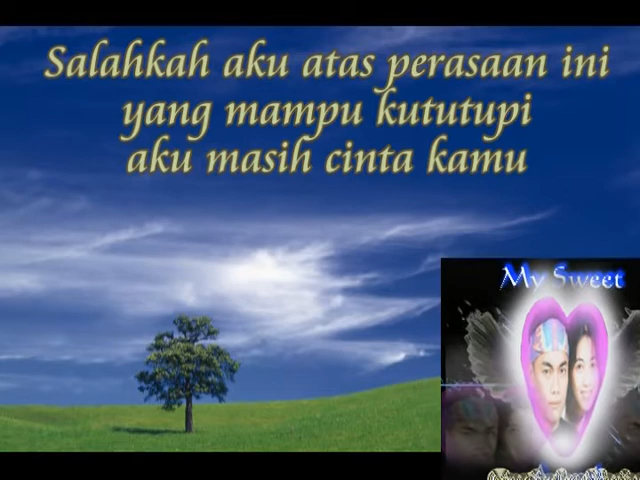 Salahkah aku atas perasaan ini
yang mampu kututupi
aku masih cinta kamu
My Sweet